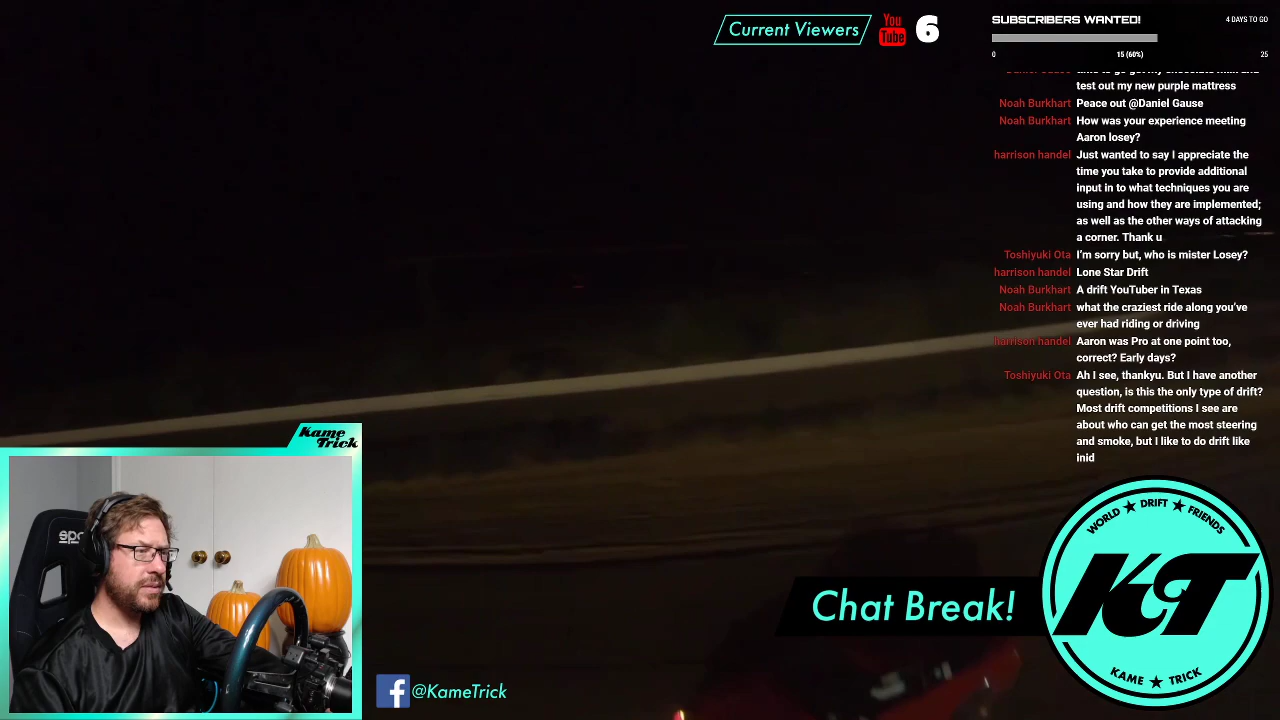 Current Viewers
You
Tube
6
SUBSCRIBERS WANTED!
4 DAYS TO GO
0
15 (60%)
25
test out my new purple mattress
Noah Burkhart Peace out @Daniel Gause
Noah Burkhart How was your experience meeting
Aaron losey?
harrison handel Just wanted to say I appreciate the
time you take to provide additional
input in to what techniques you are
using and how they are implemented;
as well as the other ways of attacking
a corner. Thank u
Toshiyuki Ota I'm sorry but, who is mister Losey?
harrison handel Lone Star Drift
Noah Burkhart A drift YouTuber in Texas
Noah Burkhart what the craziest ride along you've
ever had riding or driving
harrison handel Aaron was Pro at one point too,
correct? Early days?
Toshiyuki Ota Ah I see, thankyu. But I have another
question, is this the only type of drift?
Most drift competitions I see are
about who can get the most steering
and smoke, but I like to do drift like
inid
Kame
Trick
Chat Break!
WORLD ★ DRIFT ★ FRIENDS
KT
KAME ★ TRICK
f @KameTrick